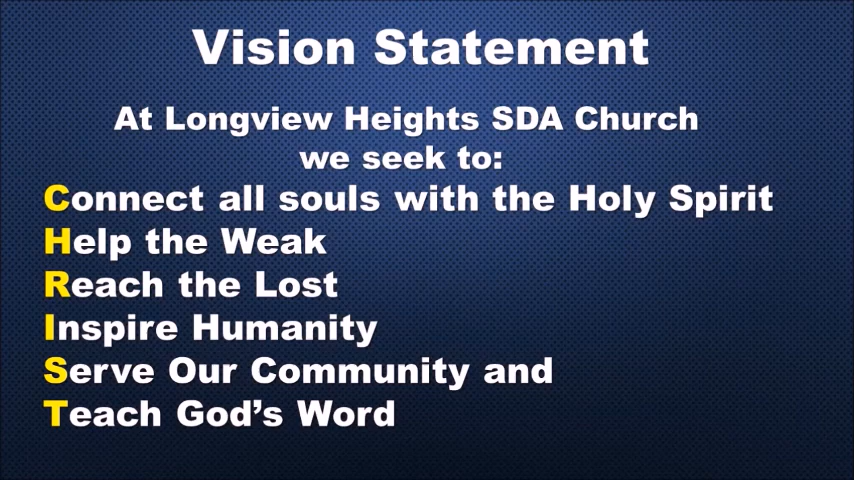 Vision Statement
At Longview Heights SDA Church
we seek to:
Connect all souls with the Holy Spirit
Help the Weak
Reach the Lost
Inspire Humanity
Serve Our Community and
Teach God’s Word